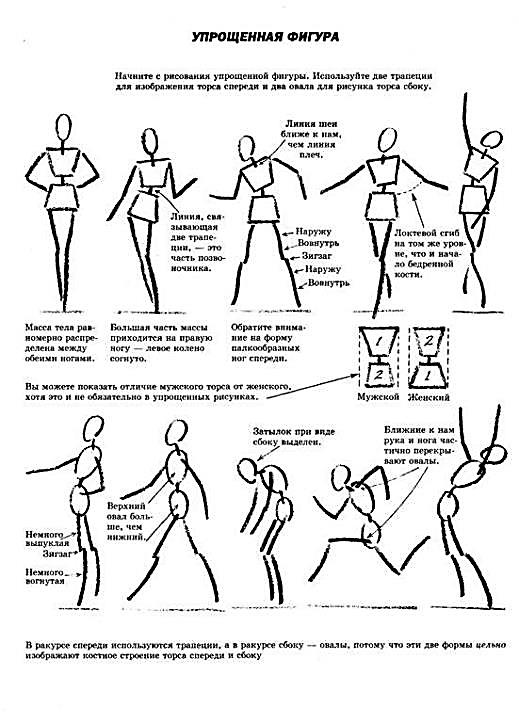 УПРОЩЕННАЯ ФИГУРА
Начните с рисования упрощенной фигуры. Используйте две трапеции
для изображения торса спереди и два овала для рисунка торса сбоку.
Линия шеи
ближе к нам,
чем линия
плеч.
Линия, свя-
зывающая
две трапе-
ции, — это
часть позво-
ночника.
Наружу
Вовнутрь
Зигзаг
Наружу
Вовнутрь
Локтевой сгиб
на том же уров-
не, что и нача-
ло бедренной
кости.
Масса тела рав-
номерно распре-
делена между
обеими ногами.
Большая часть массы
приходится на правую
ногу — левое колено
согнуто.
Обратите внима-
ние на форму
палкообразных
ног спереди.
1
2
2
1
Мужской
Женский
Вы можете показать отличие мужского торса от женского,
хотя это и не обязательно в упрощенных рисунках.
Затылок при виде
сбоку выделен.
Ближние к нам
рука и нога час-
тично перекры-
вают овалы.
Верхний
овал боль-
ше, чем
нижний.
Немного
выпуклая
Зигзаг
Немного
вогнутая
В ракурсе спереди используются трапеции, а в ракурсе сбоку — овалы, потому что эти две формы цельно
изображают костное строение торса спереди и сбоку